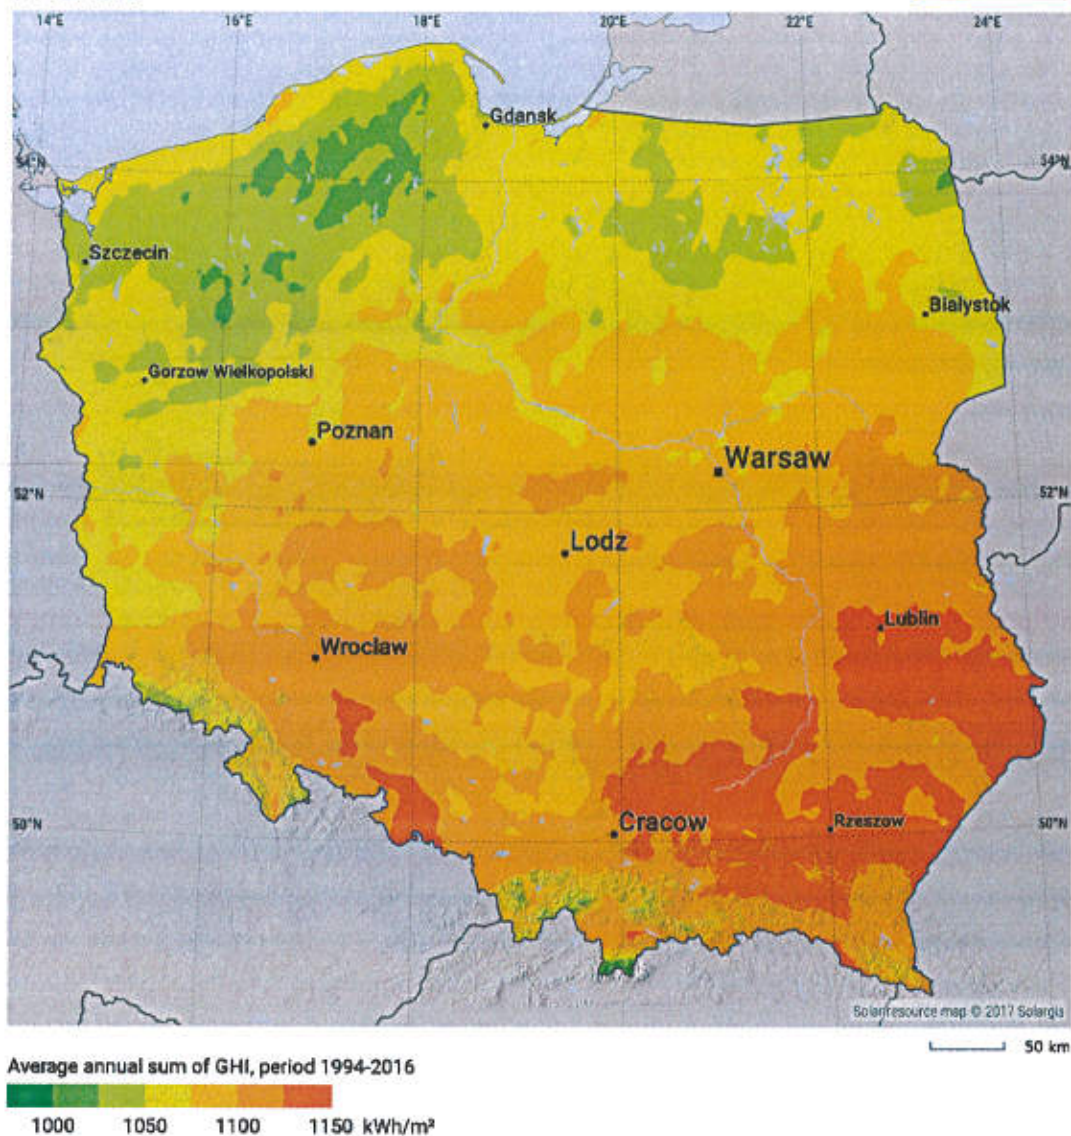 14°E 16°E 18°E 20°E 22°E 24°E
Gdansk
54°N 54°N
Szczecin
Bialystok
Gorzow Wielkopolski
Poznan
Warsaw
52°N 52°N
Lodz
Lublin
Wroclaw
50°N 50°N
Cracow
Rzeszow
Solar resource map © 2017 Solargis
50 km
Average annual sum of GHI, period 1994-2016
1000 1050 1100 1150 kWh/m²